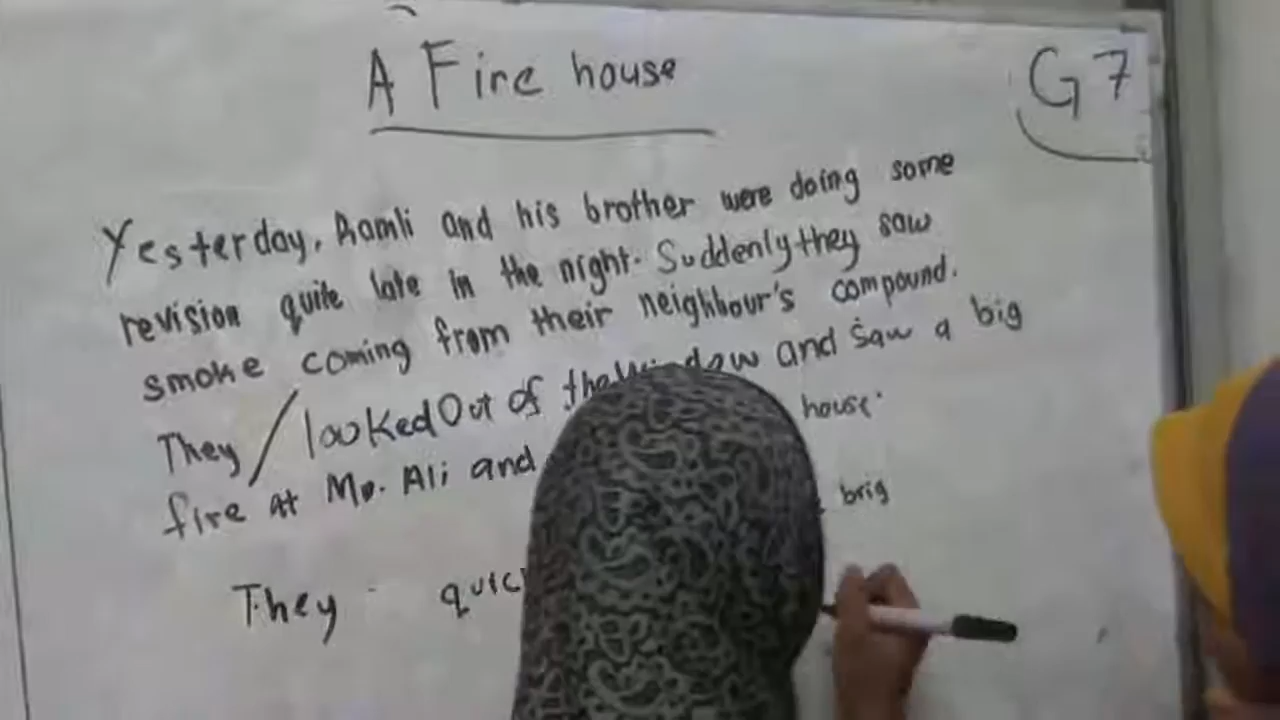 A Fire house
G7
Yesterday, Ramli and his brother were doing some
revision quite late in the night. Suddenly they saw
smoke coming from their neighbour's compound.
They / looked Out of the Window and saw a big
fire at Mr. Ali and house.
brig
They